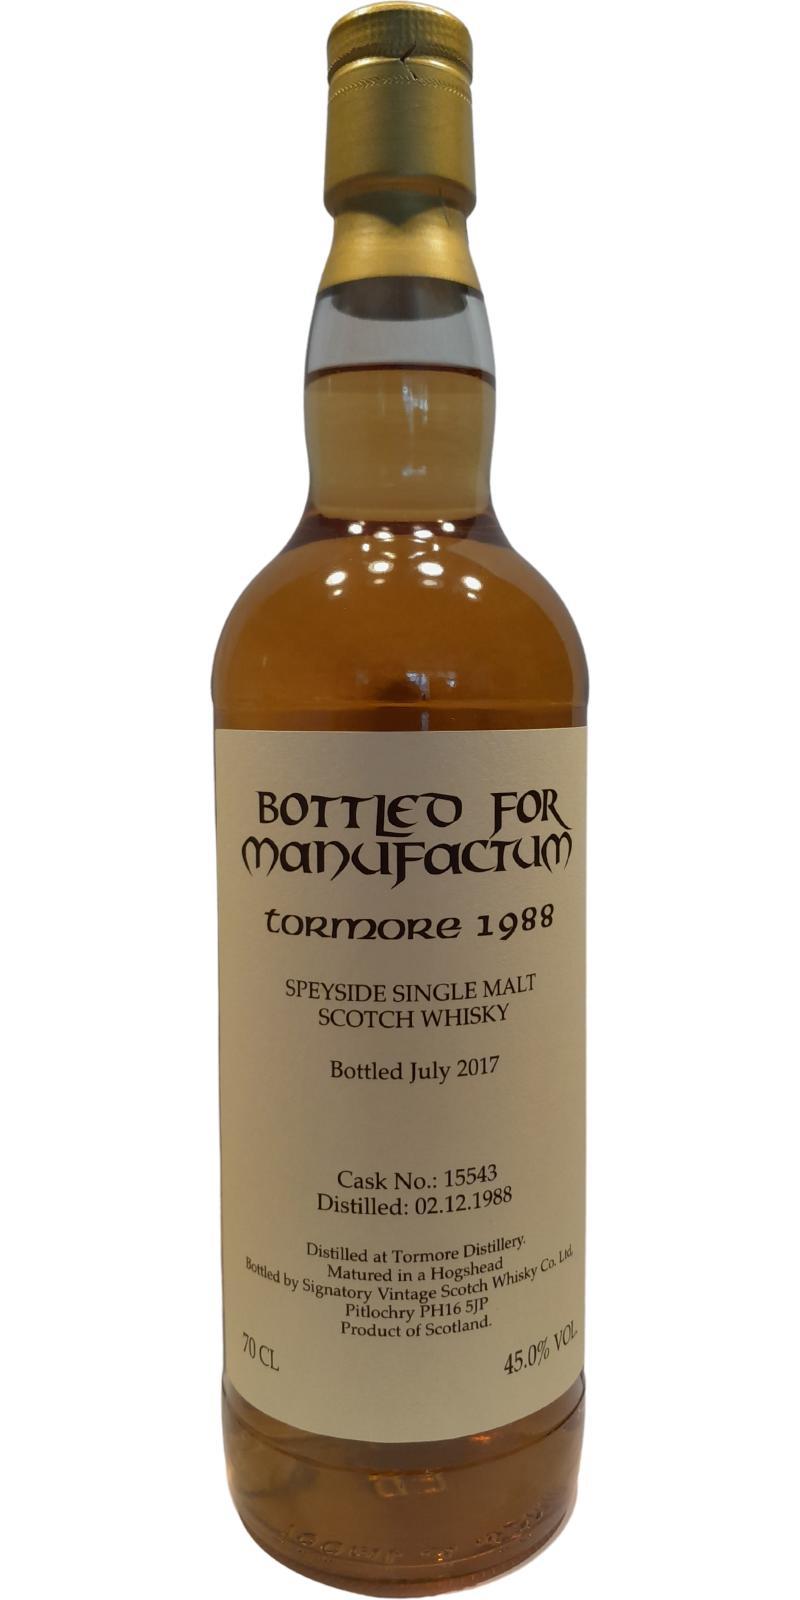 BOTTLED FOR
MANUFACTUM
TORMORE 1988
SPEYSIDE SINGLE MALT
SCOTCH WHISKY
Bottled July 2017
Cask No.: 15543
Distilled: 02.12.1988
Distilled at Tormore Distillery.
Matured in a Hogshead
Bottled by Signatory Vintage Scotch Whisky Co. Ltd,
Pitlochry PH16 5JP
Product of Scotland.
70 CL
45.0% VOL.